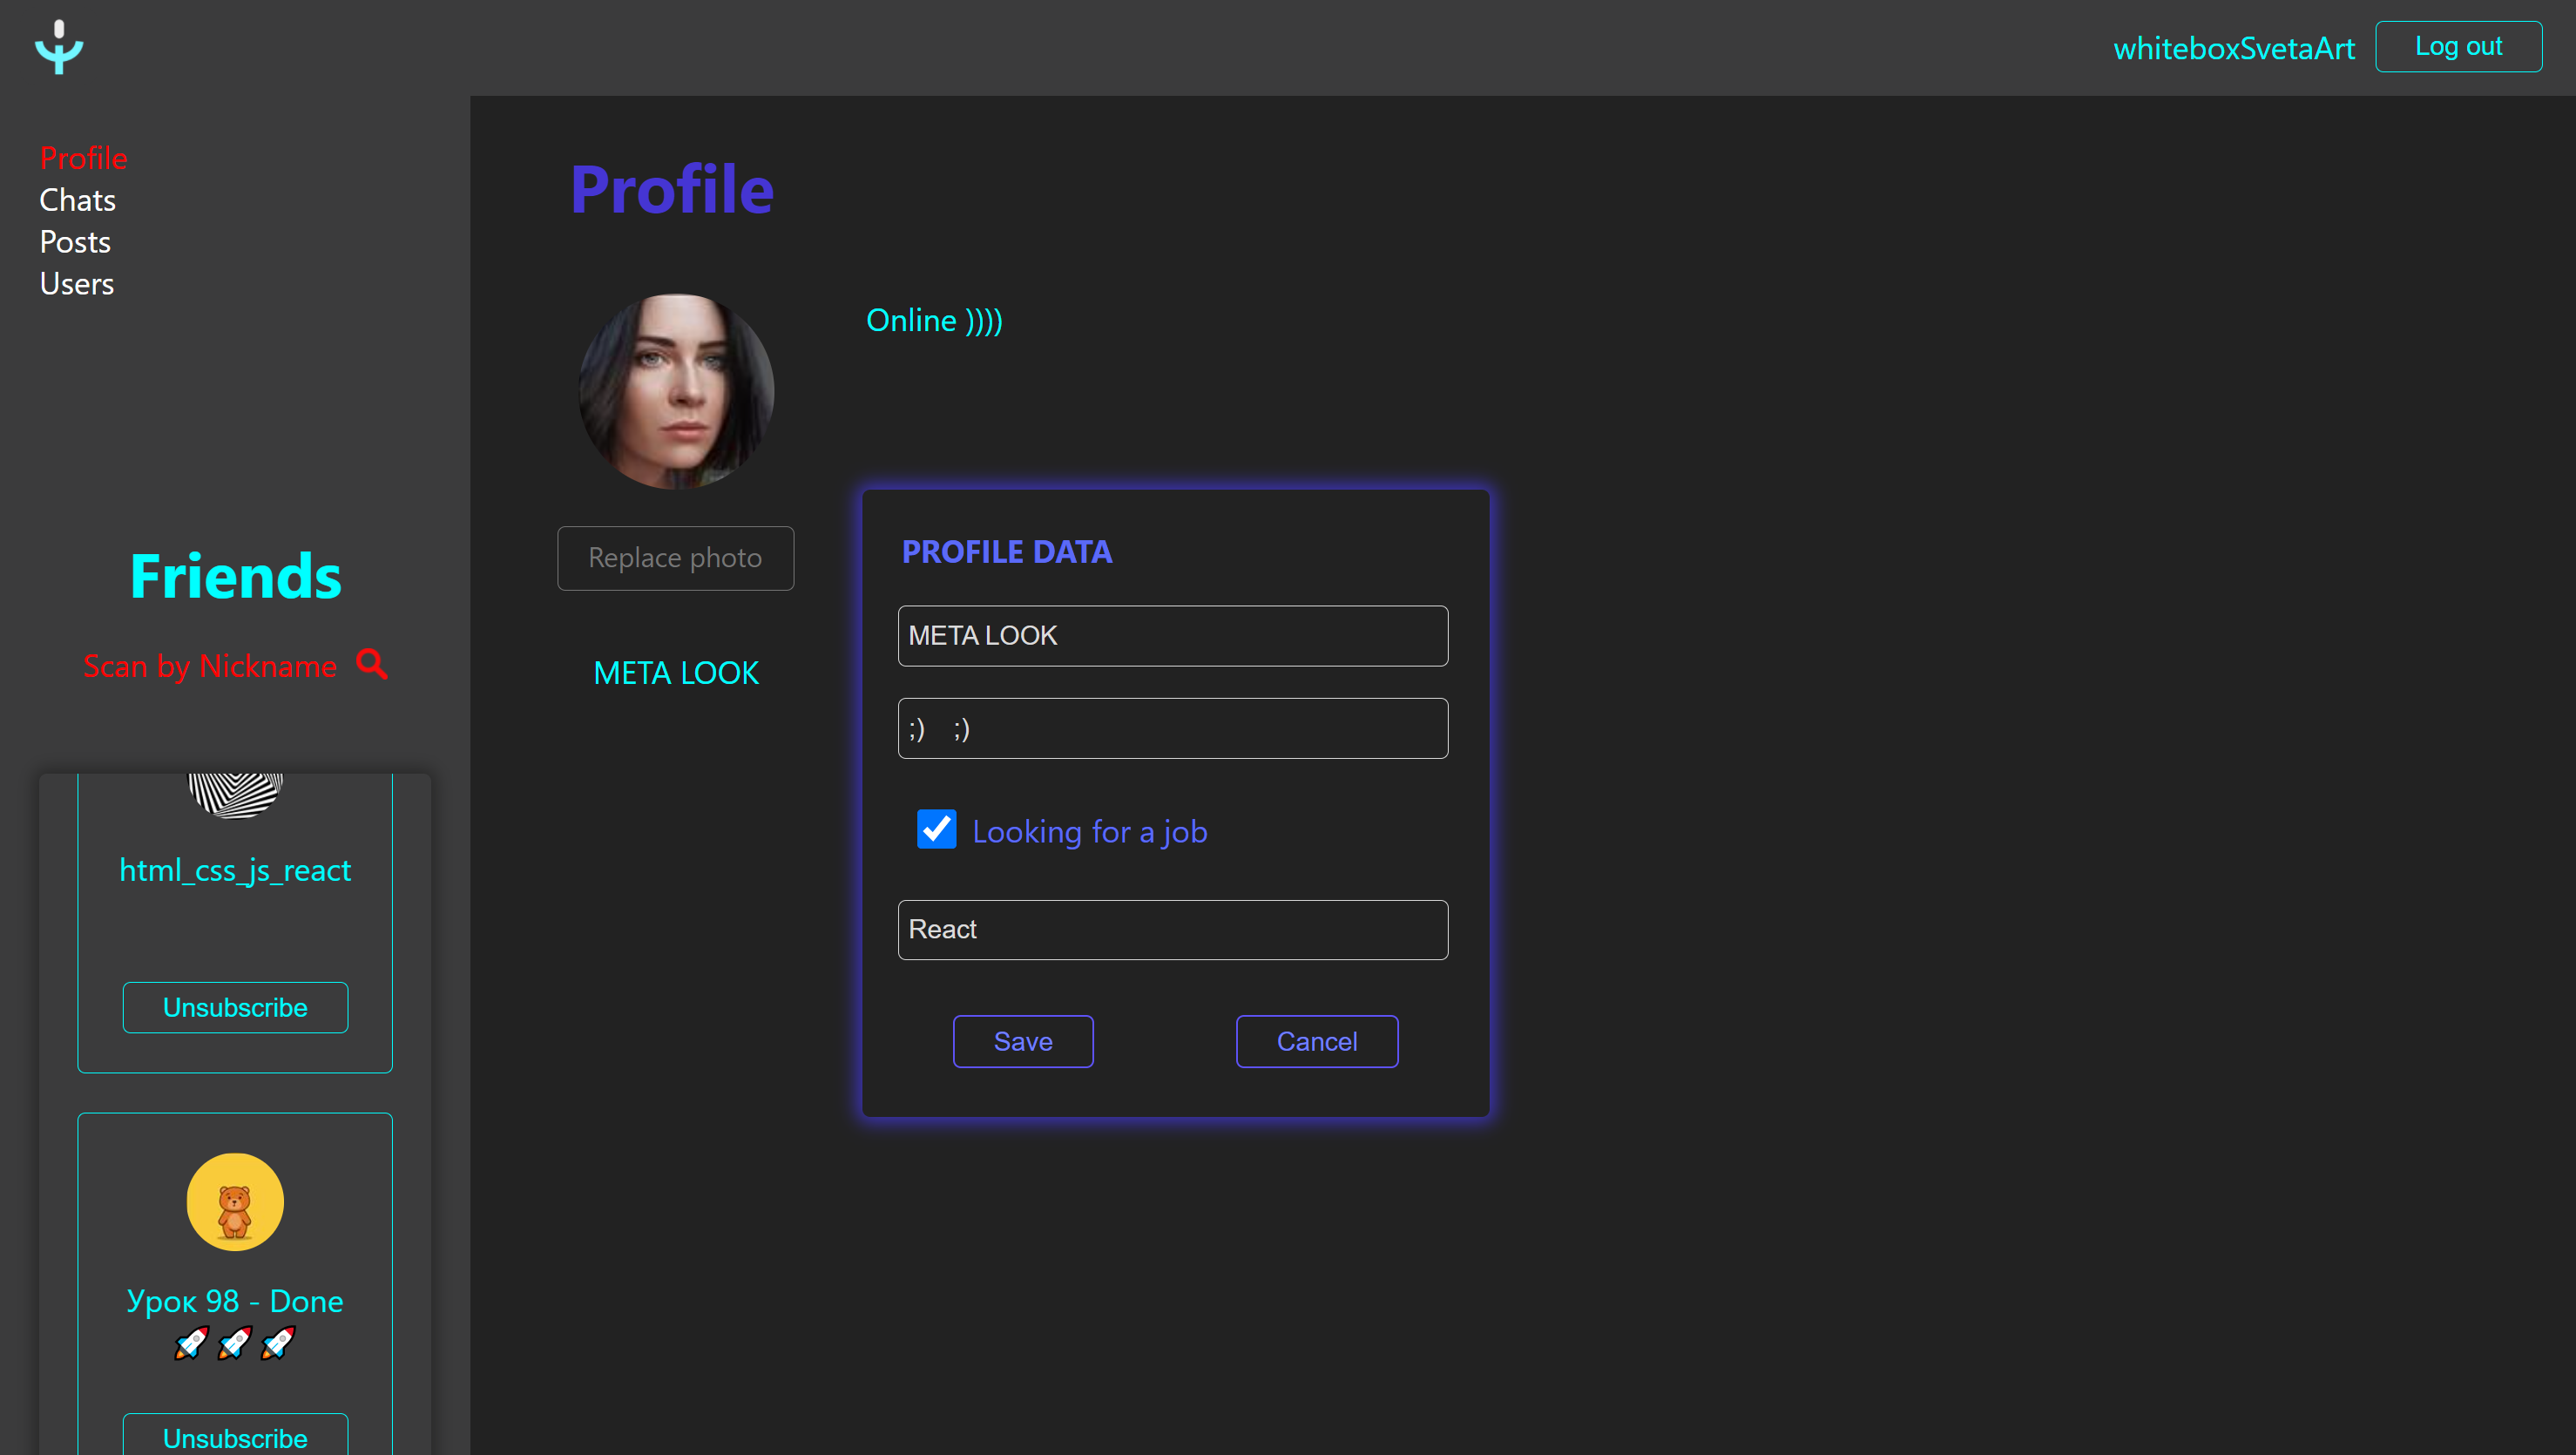 whiteboxSvetaArt
Log out
Profile
Chats
Posts
Users
Friends
Scan by Nickname
html_css_js_react
Unsubscribe
Урок 98 - Done
🚀🚀🚀
Unsubscribe
Profile
Online ))))
Replace photo
META LOOK
PROFILE DATA
META LOOK
;) ;)
Looking for a job
React
Save
Cancel